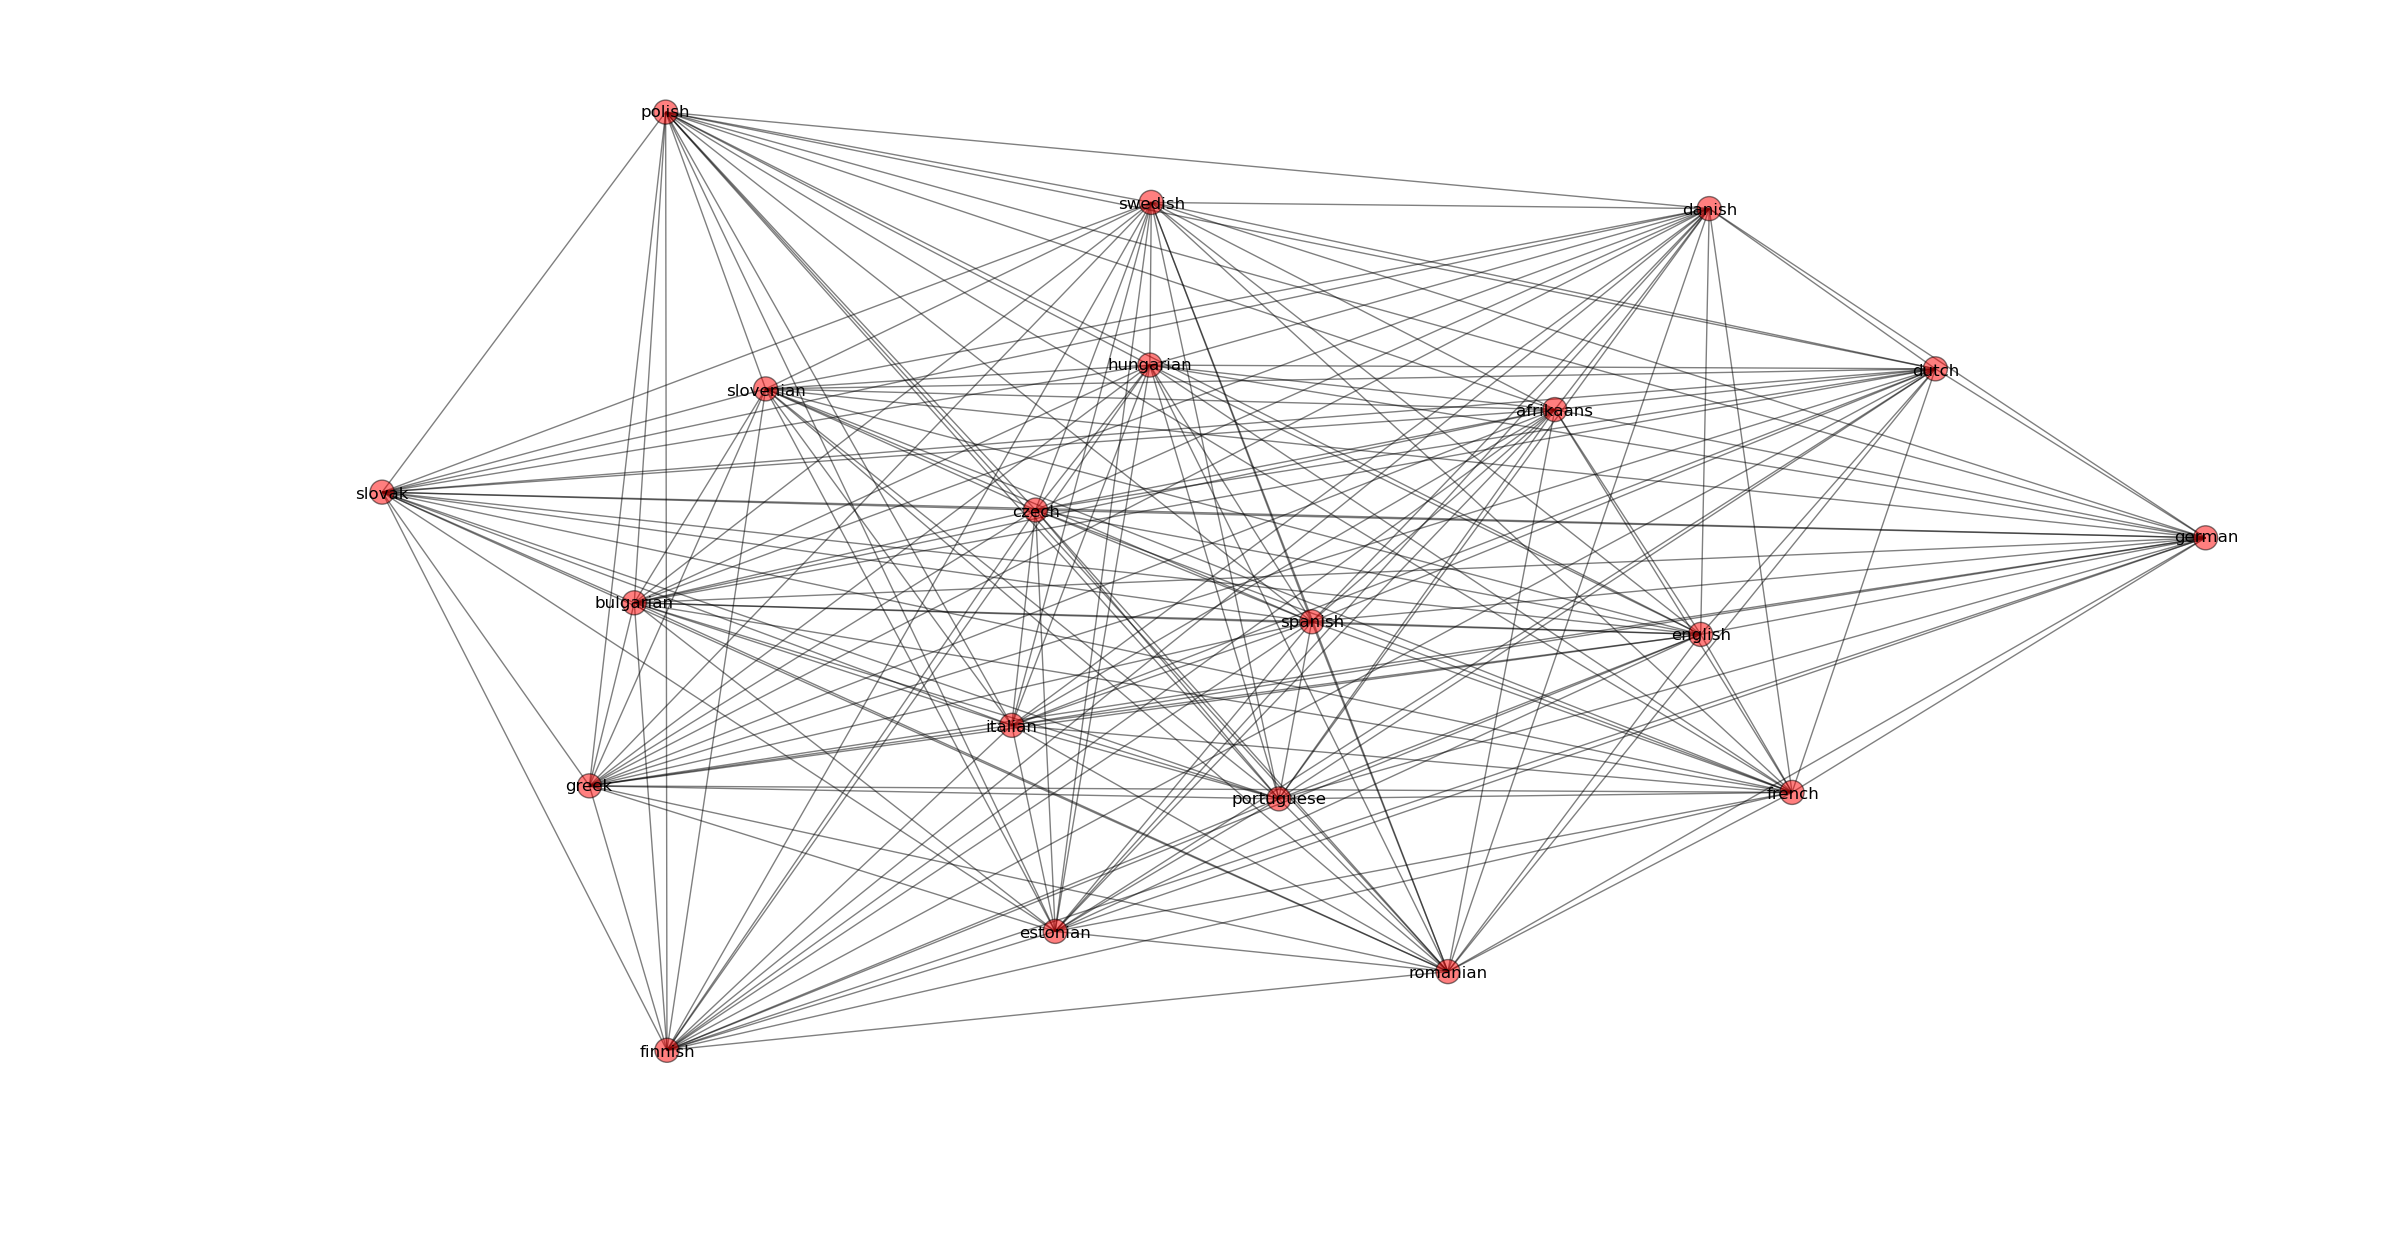 polish
swedish
danish
hungarian
dutch
slovenian
afrikaans
slovak
czech
german
bulgarian
spanish
english
italian
greek
portuguese
french
estonian
romanian
finnish